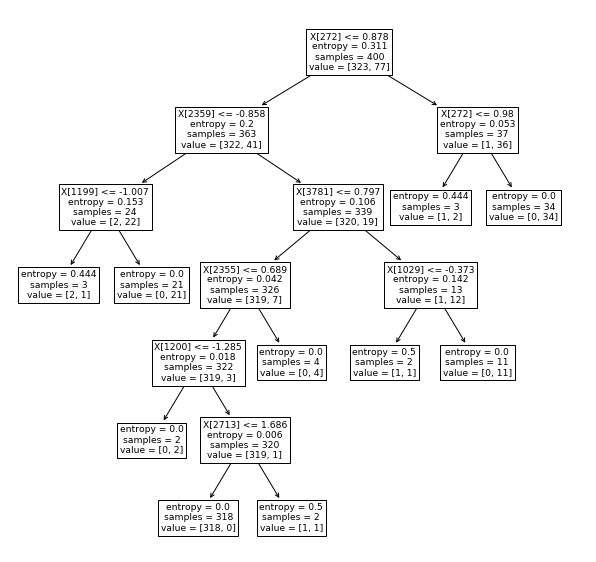 X[272] <= 0.878
entropy = 0.311
samples = 400
value = [323, 77]
X[2359] <= -0.858
entropy = 0.2
samples = 363
value = [322, 41]
X[272] <= 0.98
entropy = 0.053
samples = 37
value = [1, 36]
X[1199] <= -1.007
entropy = 0.153
samples = 24
value = [2, 22]
X[3781] <= 0.797
entropy = 0.106
samples = 339
value = [320, 19]
entropy = 0.444
samples = 3
value = [1, 2]
entropy = 0.0
samples = 34
value = [0, 34]
entropy = 0.444
samples = 3
value = [2, 1]
entropy = 0.0
samples = 21
value = [0, 21]
X[2355] <= 0.689
entropy = 0.042
samples = 326
value = [319, 7]
X[1029] <= -0.373
entropy = 0.142
samples = 13
value = [1, 12]
X[1200] <= -1.285
entropy = 0.018
samples = 322
value = [319, 3]
entropy = 0.0
samples = 4
value = [0, 4]
entropy = 0.5
samples = 2
value = [1, 1]
entropy = 0.0
samples = 11
value = [0, 11]
entropy = 0.0
samples = 2
value = [0, 2]
X[2713] <= 1.686
entropy = 0.006
samples = 320
value = [319, 1]
entropy = 0.0
samples = 318
value = [318, 0]
entropy = 0.5
samples = 2
value = [1, 1]